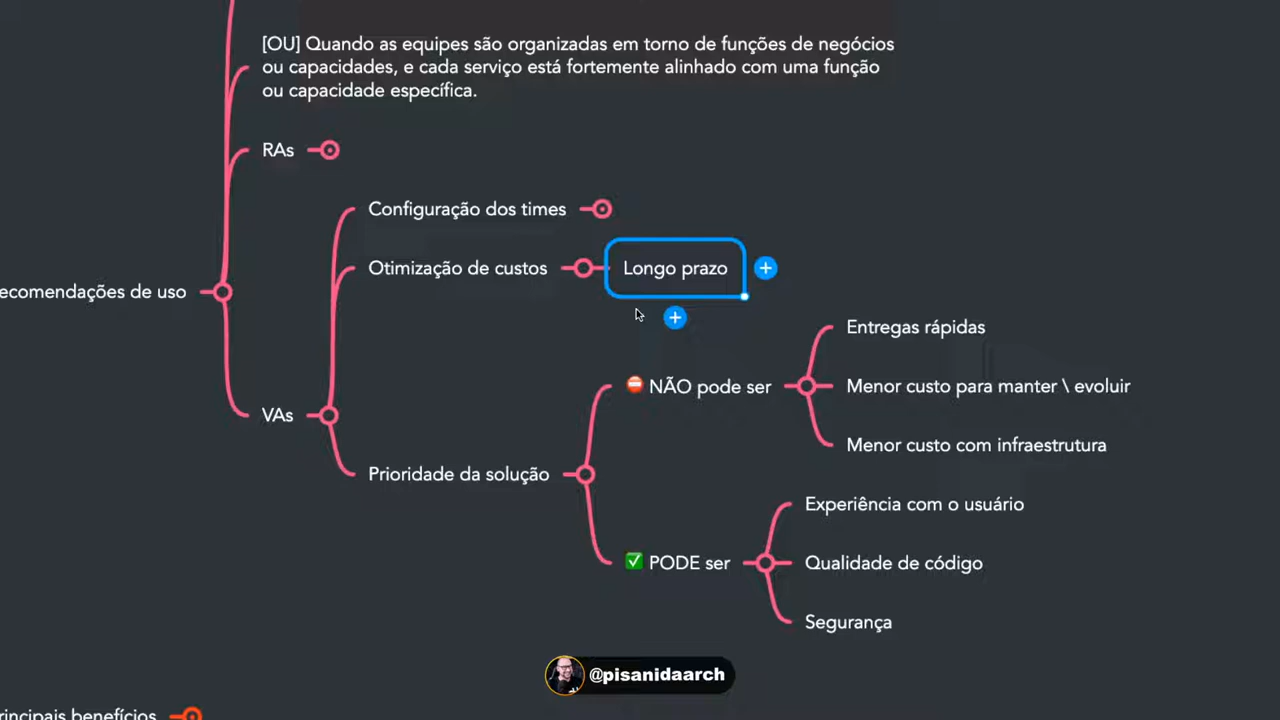 [OU] Quando as equipes são organizadas em torno de funções de negócios
ou capacidades, e cada serviço está fortemente alinhado com uma função
ou capacidade específica.
RAs
Configuração dos times
Otimização de custos
Longo prazo
ecomendações de uso
Entregas rápidas
NÃO pode ser
Menor custo para manter \ evoluir
VAs
Menor custo com infraestrutura
Prioridade da solução
Experiência com o usuário
PODE ser
Qualidade de código
Segurança
@pisanidaarch
rincipais benefícios